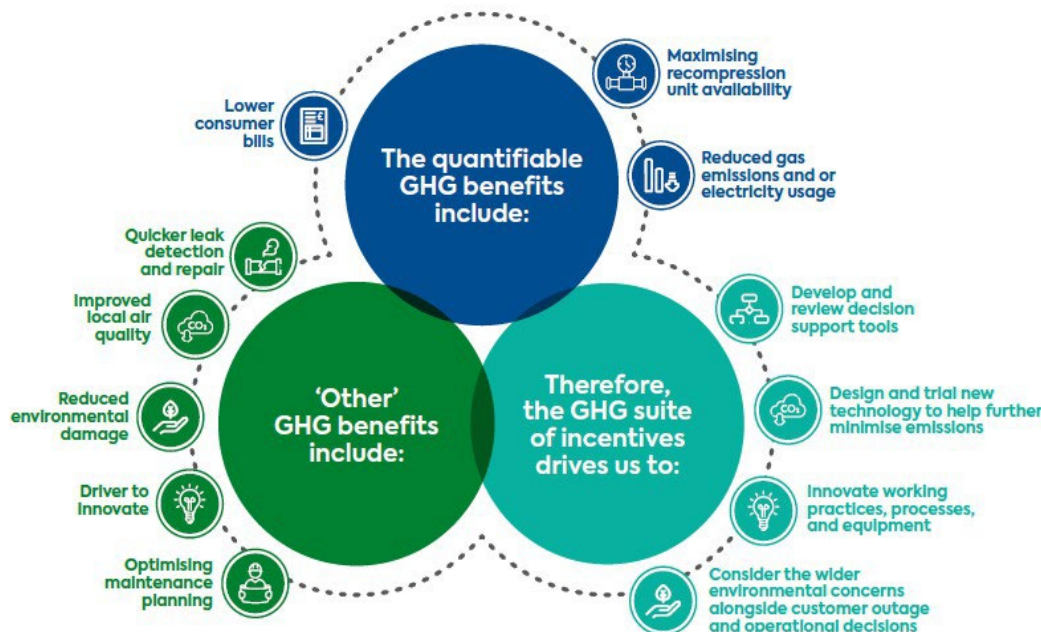 Lower
consumer
bills
The quantifiable
GHG benefits
include:
Maximising
recompression
unit availability
Reduced gas
emissions and or
electricity usage
Quicker leak
detection
and repair
Improved
local air
quality
CO₂
Reduced
environmental
damage
Driver to
Innovate
Optimising
maintenance
planning
‘Other’
GHG benefits
include:
Therefore,
the GHG suite
of incentives
drives us to:
Develop and
review decision
support tools
CO₂
Design and trial new
technology to help further
minimise emissions
Innovate working
practices, processes,
and equipment
Consider the wider
environmental concerns
alongside customer outage
and operational decisions